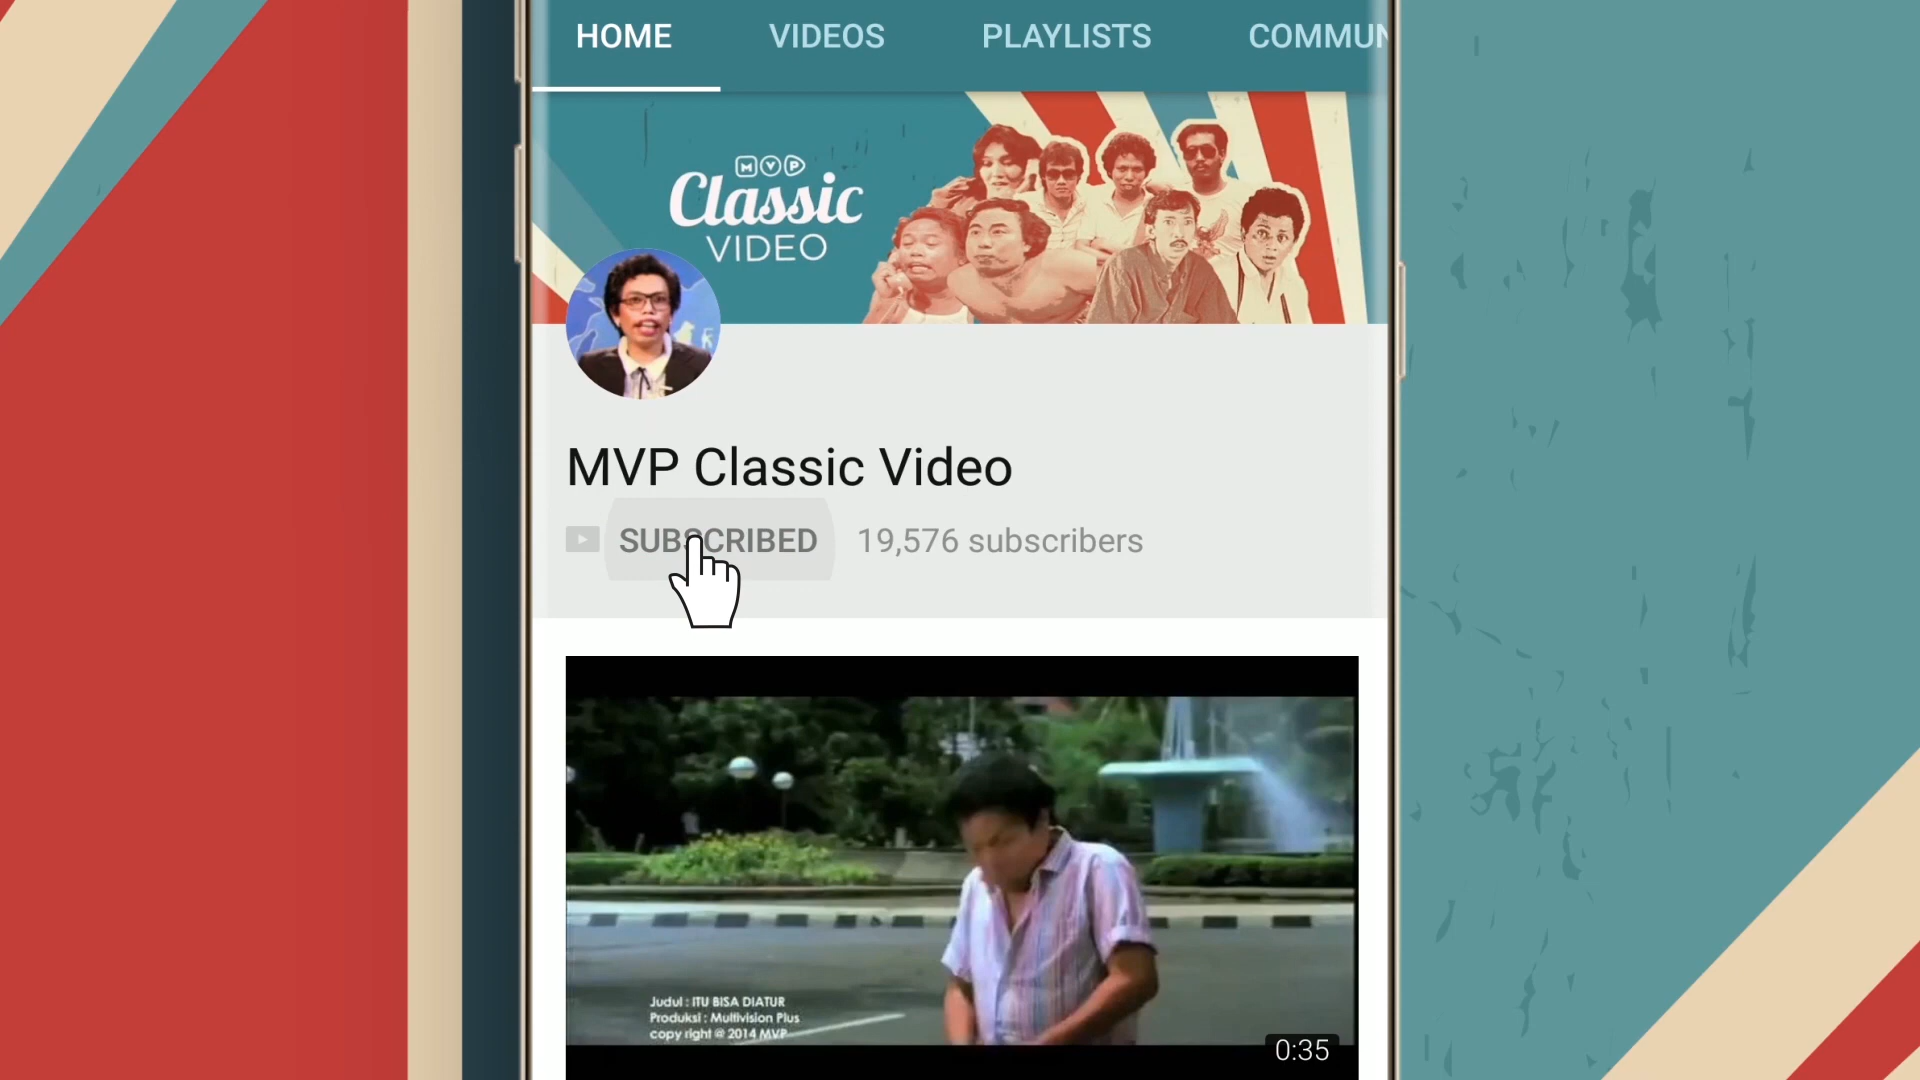 HOME VIDEOS PLAYLISTS COMMUN
MVP
Classic
VIDEO
MVP Classic Video
SUBSCRIBED 19,576 subscribers
Judul : ITU BISA DIATUR
Produksi : Multivision Plus
copy right @ 2014 MVP
0:35